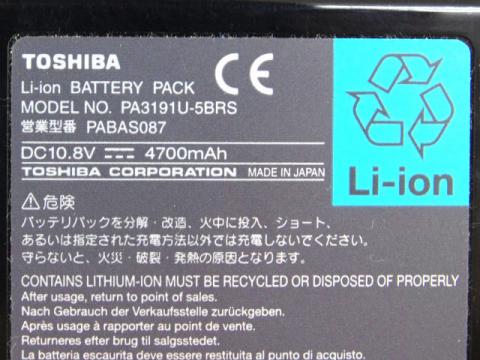 TOSHIBA
Li-ion BATTERY PACK
MODEL NO. PA3191U-5BRS
営業型番 PABAS087
CE
DC10.8V 4700mAh
TOSHIBA CORPORATION MADE IN JAPAN
Li-ion
⚠危険
バッテリパックを分解・改造、火中に投入、ショート、
あるいは指定された充電方法以外では充電しないでください。
守らないと、火災・破裂・発熱の原因となります。
CONTAINS LITHIUM-ION MUST BE RECYCLED OR DISPOSED OF PROPERLY
After usage, return to point of sales.
Nach Gebrauch der Verkaufsstelle zurückgeben.
Après usage à rapporter au point de vente.
Returneres efter brug til salgsstedet.
La batteria esaurita deve essere restituita al punto di acquisto.